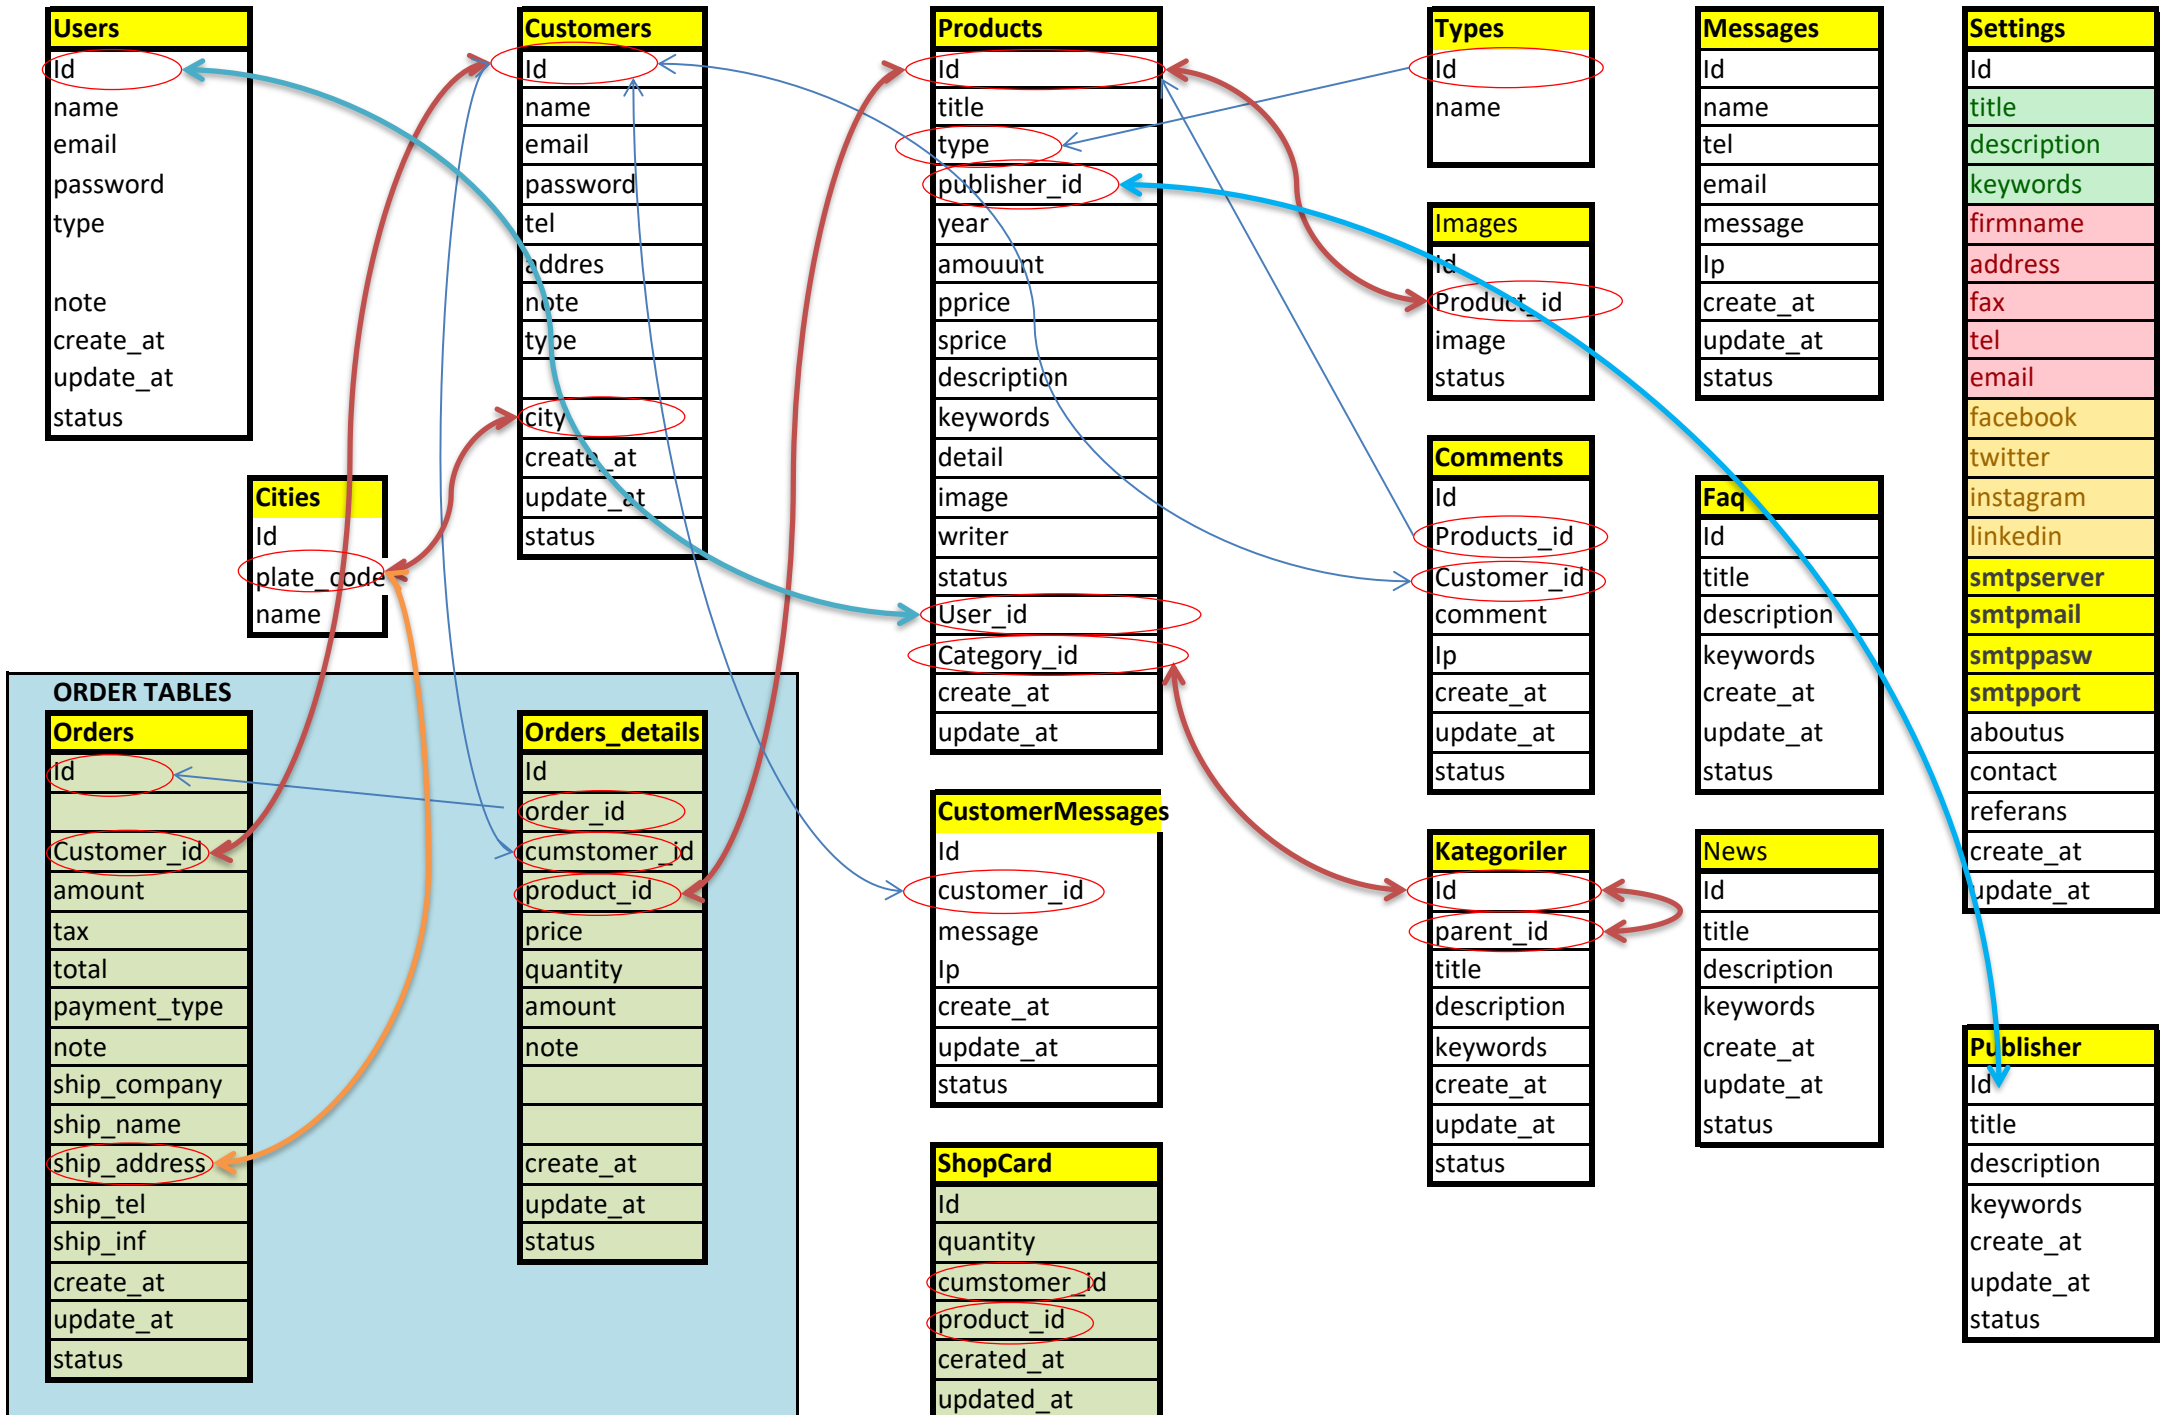 Users
Id
name
email
password
type
note
create_at
update_at
status
Customers
Id
name
email
password
tel
addres
note
type
city
create_at
update_at
status
Products
Id
title
type
publisher_id
year
amouunt
pprice
sprice
description
keywords
detail
image
writer
status
User_id
Category_id
create_at
update_at
Types
Id
name
Images
Id
Product_id
image
status
Messages
Id
name
tel
email
message
Ip
create_at
update_at
status
Settings
Id
title
description
keywords
firmname
address
fax
tel
email
facebook
twitter
instagram
linkedin
smtpserver
smtpmail
smtppasw
smtpport
aboutus
contact
referans
create_at
update_at
Cities
Id
plate_code
name
Comments
Id
Products_id
Customer_id
comment
Ip
create_at
update_at
status
Faq
Id
title
description
keywords
create_at
update_at
status
ORDER TABLES
Orders
Id
Customer_id
amount
tax
total
payment_type
note
ship_company
ship_name
ship_address
ship_tel
ship_inf
create_at
update_at
status
Orders_details
Id
order_id
cumstomer_id
product_id
price
quantity
amount
note
create_at
update_at
status
CustomerMessages
Id
customer_id
message
Ip
create_at
update_at
status
Kategoriler
Id
parent_id
title
description
keywords
create_at
update_at
status
News
Id
title
description
keywords
create_at
update_at
status
Publisher
Id
title
description
keywords
create_at
update_at
status
ShopCard
Id
quantity
cumstomer_id
product_id
cerated_at
updated_at